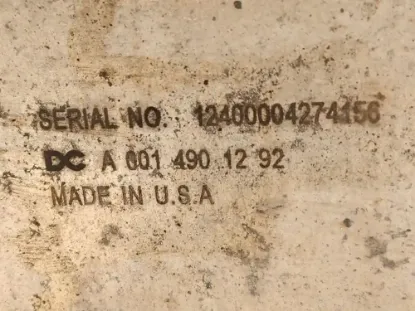 SERIAL NO. 12400004274156
DC A 001 490 12 92
MADE IN U.S.A